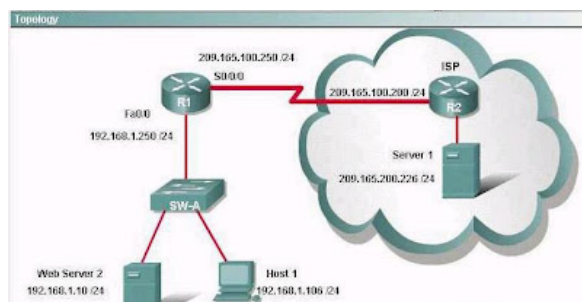 Topology
209.165.100.250 /24
S0/0/0
ISP
R1
209.165.100.200 /24
R2
Fa0/0
192.168.1.250 /24
Server 1
209.165.200.226 /24
SW-A
Web Server 2
Host 1
192.168.1.10 /24
192.168.1.106 /24